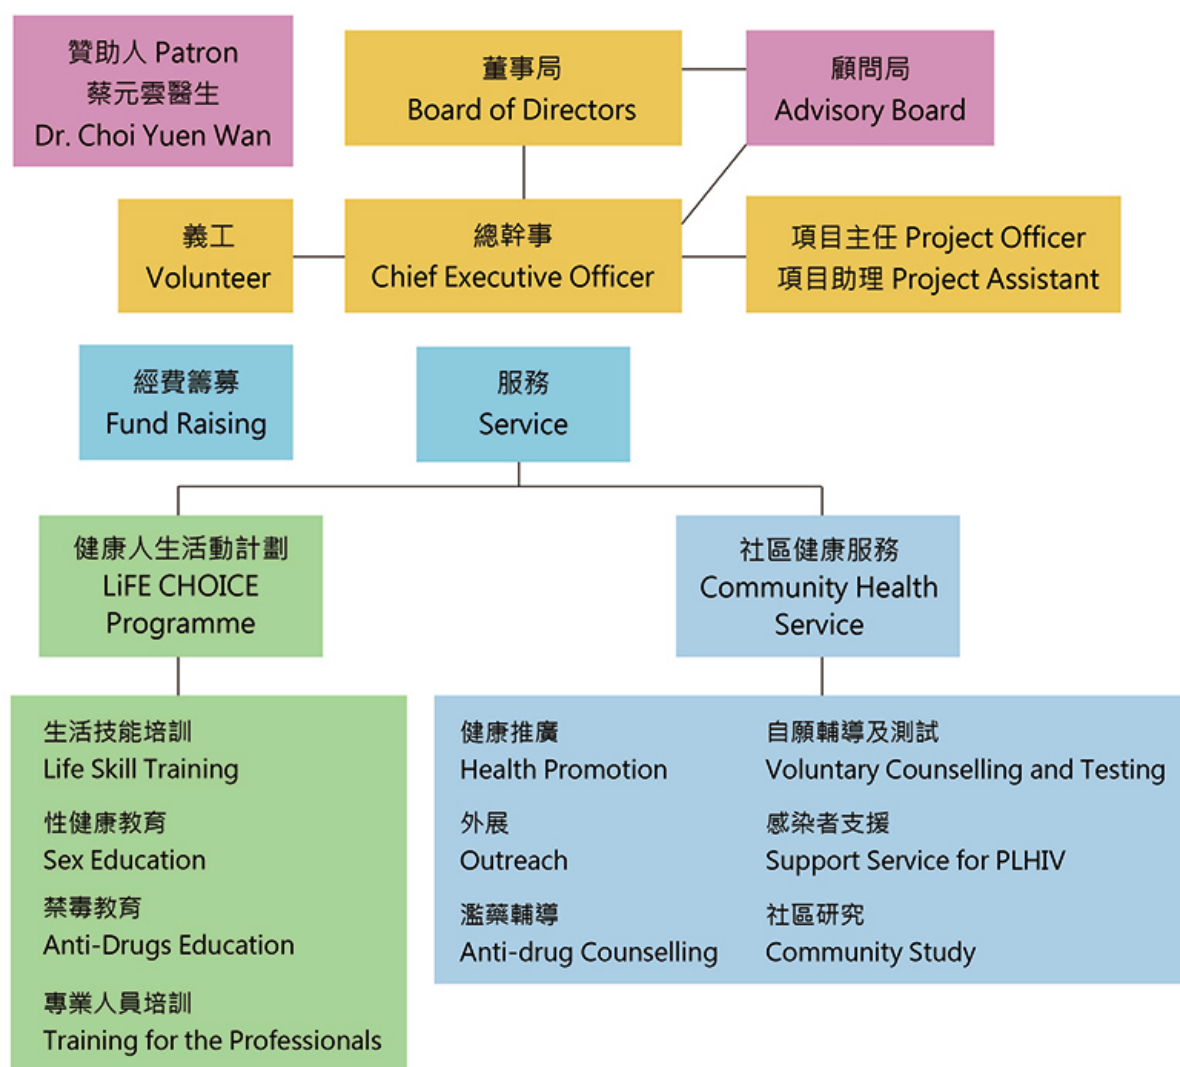 贊助人 Patron
蔡元雲醫生
Dr. Choi Yuen Wan
董事局
Board of Directors
顧問局
Advisory Board
義工
Volunteer
總幹事
Chief Executive Officer
項目主任 Project Officer
項目助理 Project Assistant
經費籌募
Fund Raising
服務
Service
健康人生活動計劃
LiFE CHOICE
Programme
社區健康服務
Community Health
Service
生活技能培訓
Life Skill Training
性健康教育
Sex Education
禁毒教育
Anti-Drugs Education
專業人員培訓
Training for the Professionals
健康推廣
Health Promotion
外展
Outreach
濫藥輔導
Anti-drug Counselling
自願輔導及測試
Voluntary Counselling and Testing
感染者支援
Support Service for PLHIV
社區研究
Community Study